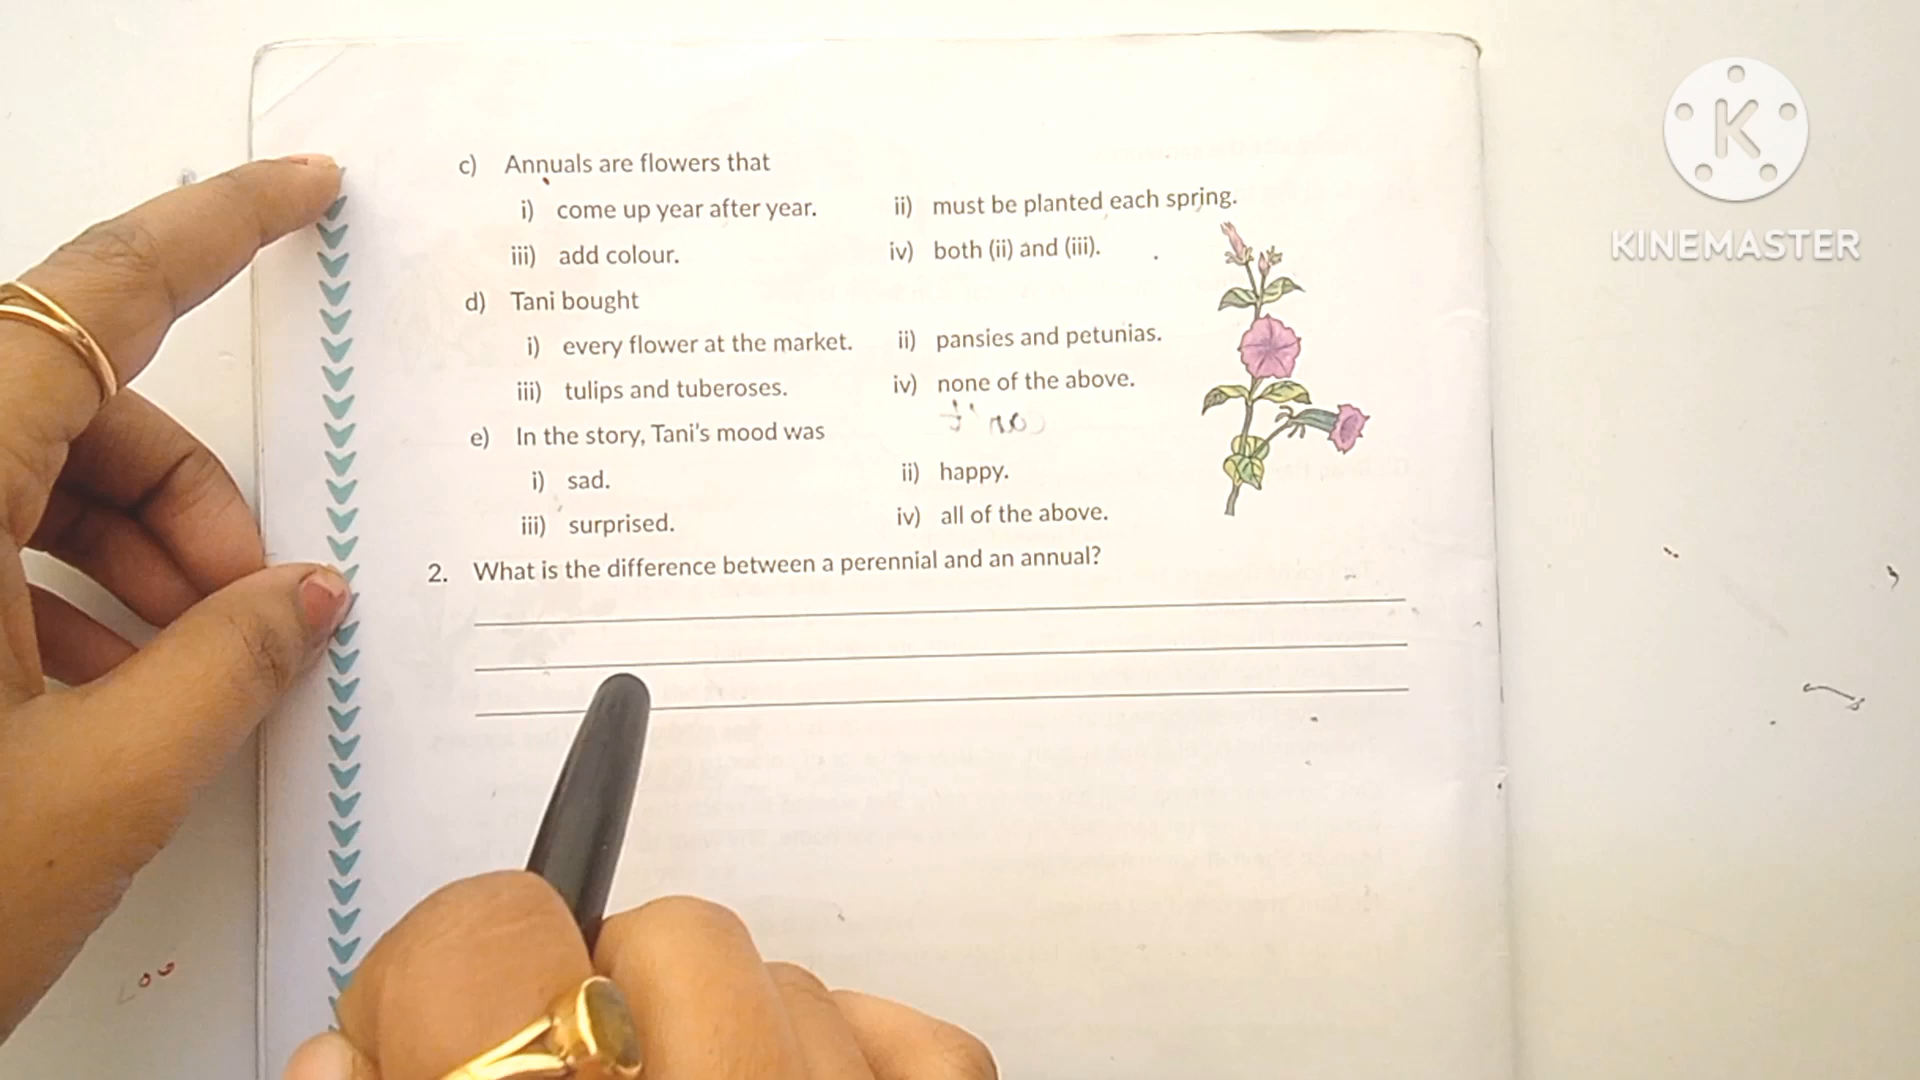 c) Annuals are flowers that
i) come up year after year. ii) must be planted each spring.
iii) add colour. iv) both (ii) and (iii).
d) Tani bought
i) every flower at the market. ii) pansies and petunias.
iii) tulips and tuberoses. iv) none of the above.
e) In the story, Tani's mood was
i) sad. ii) happy.
iii) surprised. iv) all of the above.
2. What is the difference between a perennial and an annual?
K
KINEMASTER